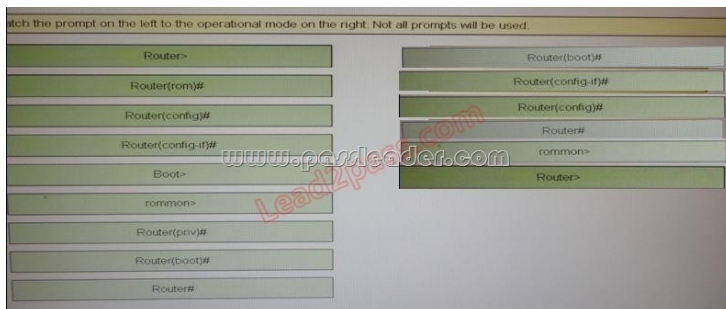 atch the prompt on the left to the operational mode on the right. Not all prompts will be used.
Router>
Router(rom)#
Router(config)#
Router(config-if)#
Boot>
rommon>
Router(priv)#
Router(boot)#
Router#
Router(boot)#
Router(config-if)#
Router(config)#
Router#
rommon>
Router>
www.passleader.com
Lead2pass.com